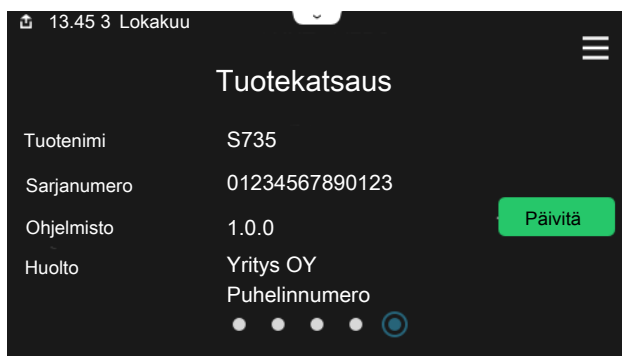 13.45 3 Lokakuu
Tuotekatsaus
Tuotenimi S735
Sarjanumero 01234567890123
Ohjelmisto 1.0.0 Päivitä
Huolto Yritys OY
Puhelinnumero